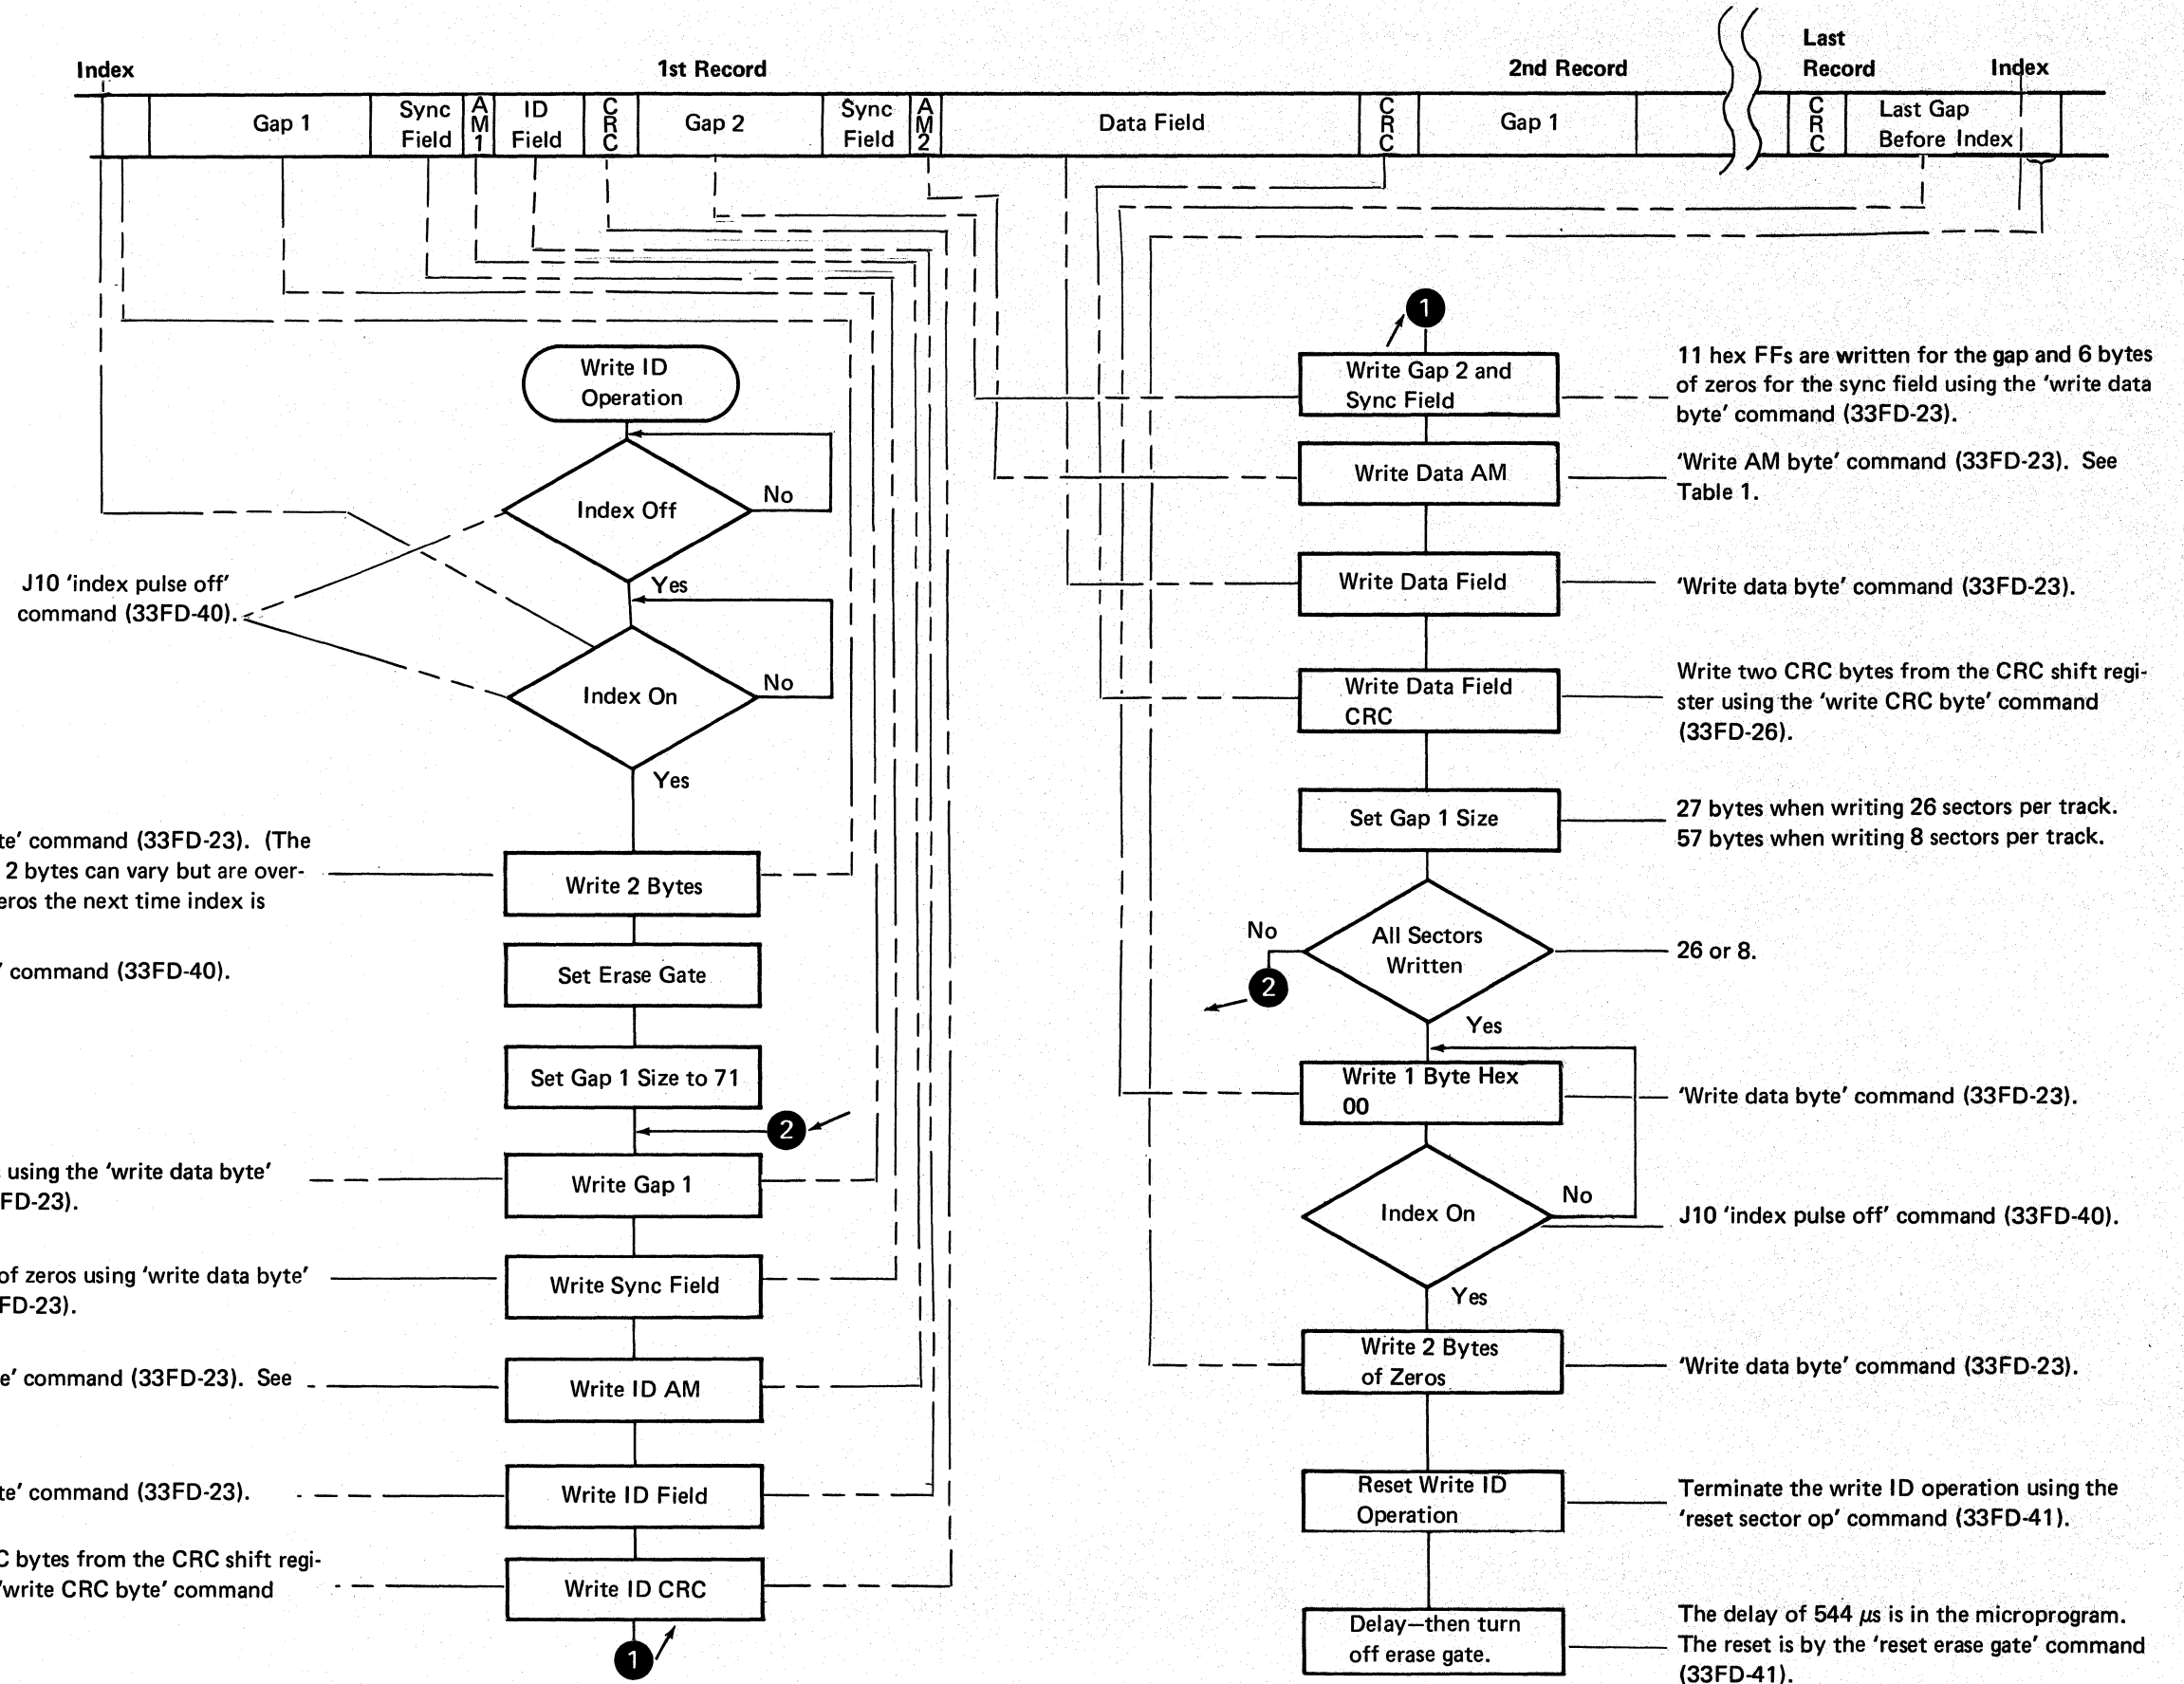 Index
1st Record
2nd Record
Last
Record
Index
Gap 1
Sync
Field
AM1
ID
Field
CRC
Gap 2
Sync
Field
AM2
Data Field
CRC
Gap 1
CRC
Last Gap
Before Index
Write ID
Operation
Index Off
No
Yes
J10 ‘index pulse off’
command (33FD-40).
Index On
No
Yes
te’ command (33FD-23). (The
2 bytes can vary but are over-
eros the next time index is
Write 2 Bytes
’ command (33FD-40).
Set Erase Gate
Set Gap 1 Size to 71
2
s using the ‘write data byte’
FD-23).
Write Gap 1
of zeros using ‘write data byte’
FD-23).
Write Sync Field
e’ command (33FD-23). See
Write ID AM
te’ command (33FD-23).
Write ID Field
C bytes from the CRC shift regi-
‘write CRC byte’ command
Write ID CRC
1
1
Write Gap 2 and
Sync Field
11 hex FFs are written for the gap and 6 bytes
of zeros for the sync field using the ‘write data
byte’ command (33FD-23).
Write Data AM
‘Write AM byte’ command (33FD-23). See
Table 1.
Write Data Field
‘Write data byte’ command (33FD-23).
Write Data Field
CRC
Write two CRC bytes from the CRC shift regi-
ster using the ‘write CRC byte’ command
(33FD-26).
Set Gap 1 Size
27 bytes when writing 26 sectors per track.
57 bytes when writing 8 sectors per track.
All Sectors
Written
No
2
26 or 8.
Yes
Write 1 Byte Hex
00
‘Write data byte’ command (33FD-23).
Index On
No
J10 ‘index pulse off’ command (33FD-40).
Yes
Write 2 Bytes
of Zeros
‘Write data byte’ command (33FD-23).
Reset Write ID
Operation
Terminate the write ID operation using the
‘reset sector op’ command (33FD-41).
Delay—then turn
off erase gate.
The delay of 544 µs is in the microprogram.
The reset is by the ‘reset erase gate’ command
(33FD-41).